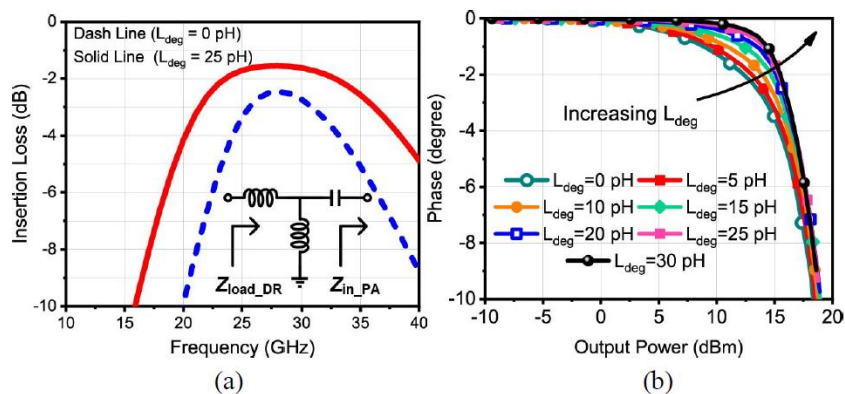 Dash Line (L_deg = 0 pH)
Solid Line (L_deg = 25 pH)
Insertion Loss (dB)
0
-2
-4
-6
-8
-10
Z_load_DR
Z_in_PA
10 15 20 25 30 35 40
Frequency (GHz)
(a)
Phase (degree)
0
-2
-4
-6
-8
-10
Increasing L_deg
L_deg=0 pH L_deg=5 pH
L_deg=10 pH L_deg=15 pH
L_deg=20 pH L_deg=25 pH
L_deg=30 pH
-10 -5 0 5 10 15 20
Output Power (dBm)
(b)